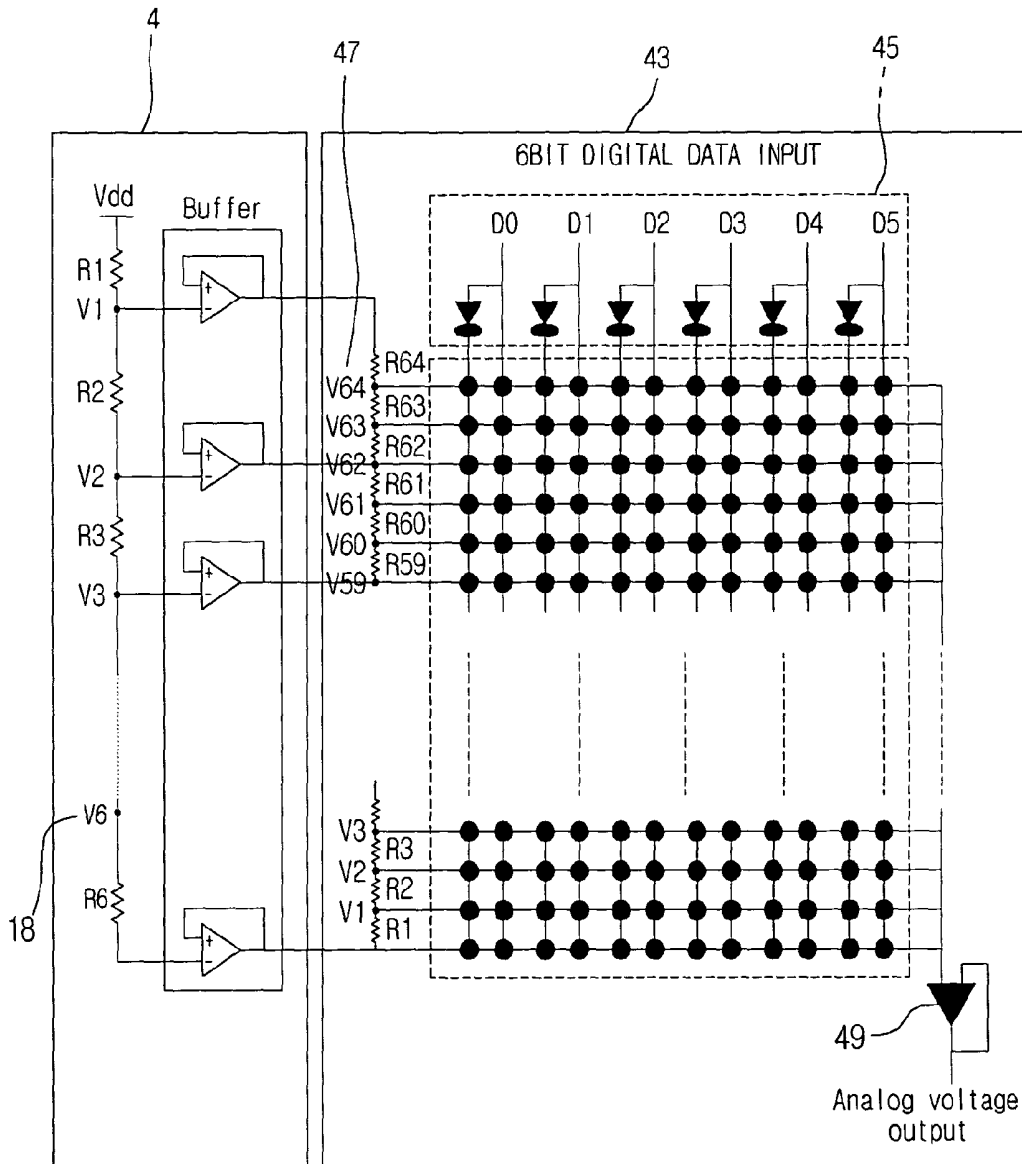 4
47
43
45
6BIT DIGITAL DATA INPUT
Vdd
Buffer
D0 D1 D2 D3 D4 D5
R1
+
-
V1
R64
V64
R63
R2
V63
+
R62
V2
-
V62
R61
V61
R3
R60
V60
+
R59
V3
-
V59
V6
V3
R3
V2
R2
R6
V1
18
R1
+
-
49
Analog voltage
output